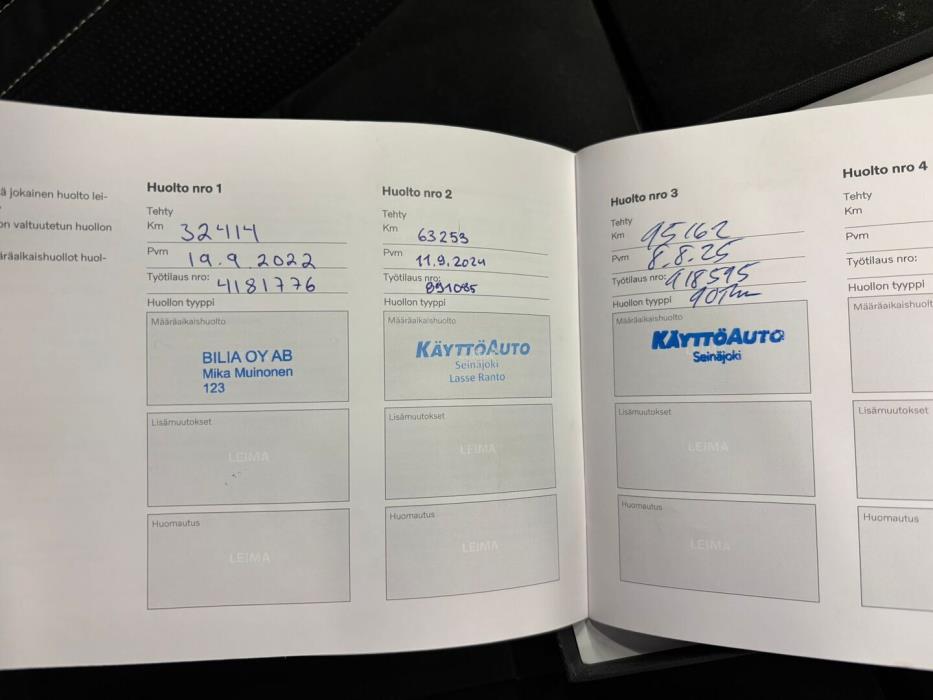 ä jokainen huolto lei-
on valtuutetun huollon
äräaikaishuollot huol-
Huolto nro 1
Tehty
Km 32414
Pvm 19.9.2022
Työtilaus nro: 4181776
Huollon tyyppi
Määräaikaishuolto
BILIA OY AB
Mika Muinonen
123
Lisämuutokset
LEIMA
Huomautus
LEIMA
Huolto nro 2
Tehty
Km 63253
Pvm 11.9.2024
Työtilaus nro: 891085
Huollon tyyppi
Määräaikaishuolto
KÄYTTÖAUTO
Seinäjoki
Lasse Ranto
Lisämuutokset
LEIMA
Huomautus
LEIMA
Huolto nro 3
Tehty
Km 95162
Pvm 8.8.25
Työtilaus nro: 918595
Huollon tyyppi 90Tkm
Määräaikaishuolto
KÄYTTÖAUTO
Seinäjoki
Lisämuutokset
LEIMA
Huomautus
LEIMA
Huolto nro 4
Tehty
Km
Pvm
Työtilaus nro:
Huollon tyyppi
Määräaikaishuolt
Lisämuutokset
Huomautus